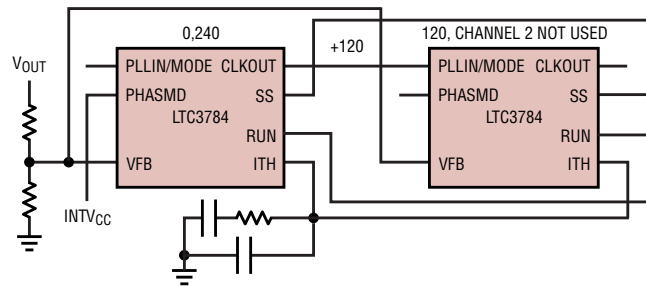 0,240
120, CHANNEL 2 NOT USED
+120
VOUT
PLLIN/MODE CLKOUT
PHASMD SS
LTC3784
RUN
VFB ITH
PLLIN/MODE CLKOUT
PHASMD SS
LTC3784
RUN
VFB ITH
INTVCC